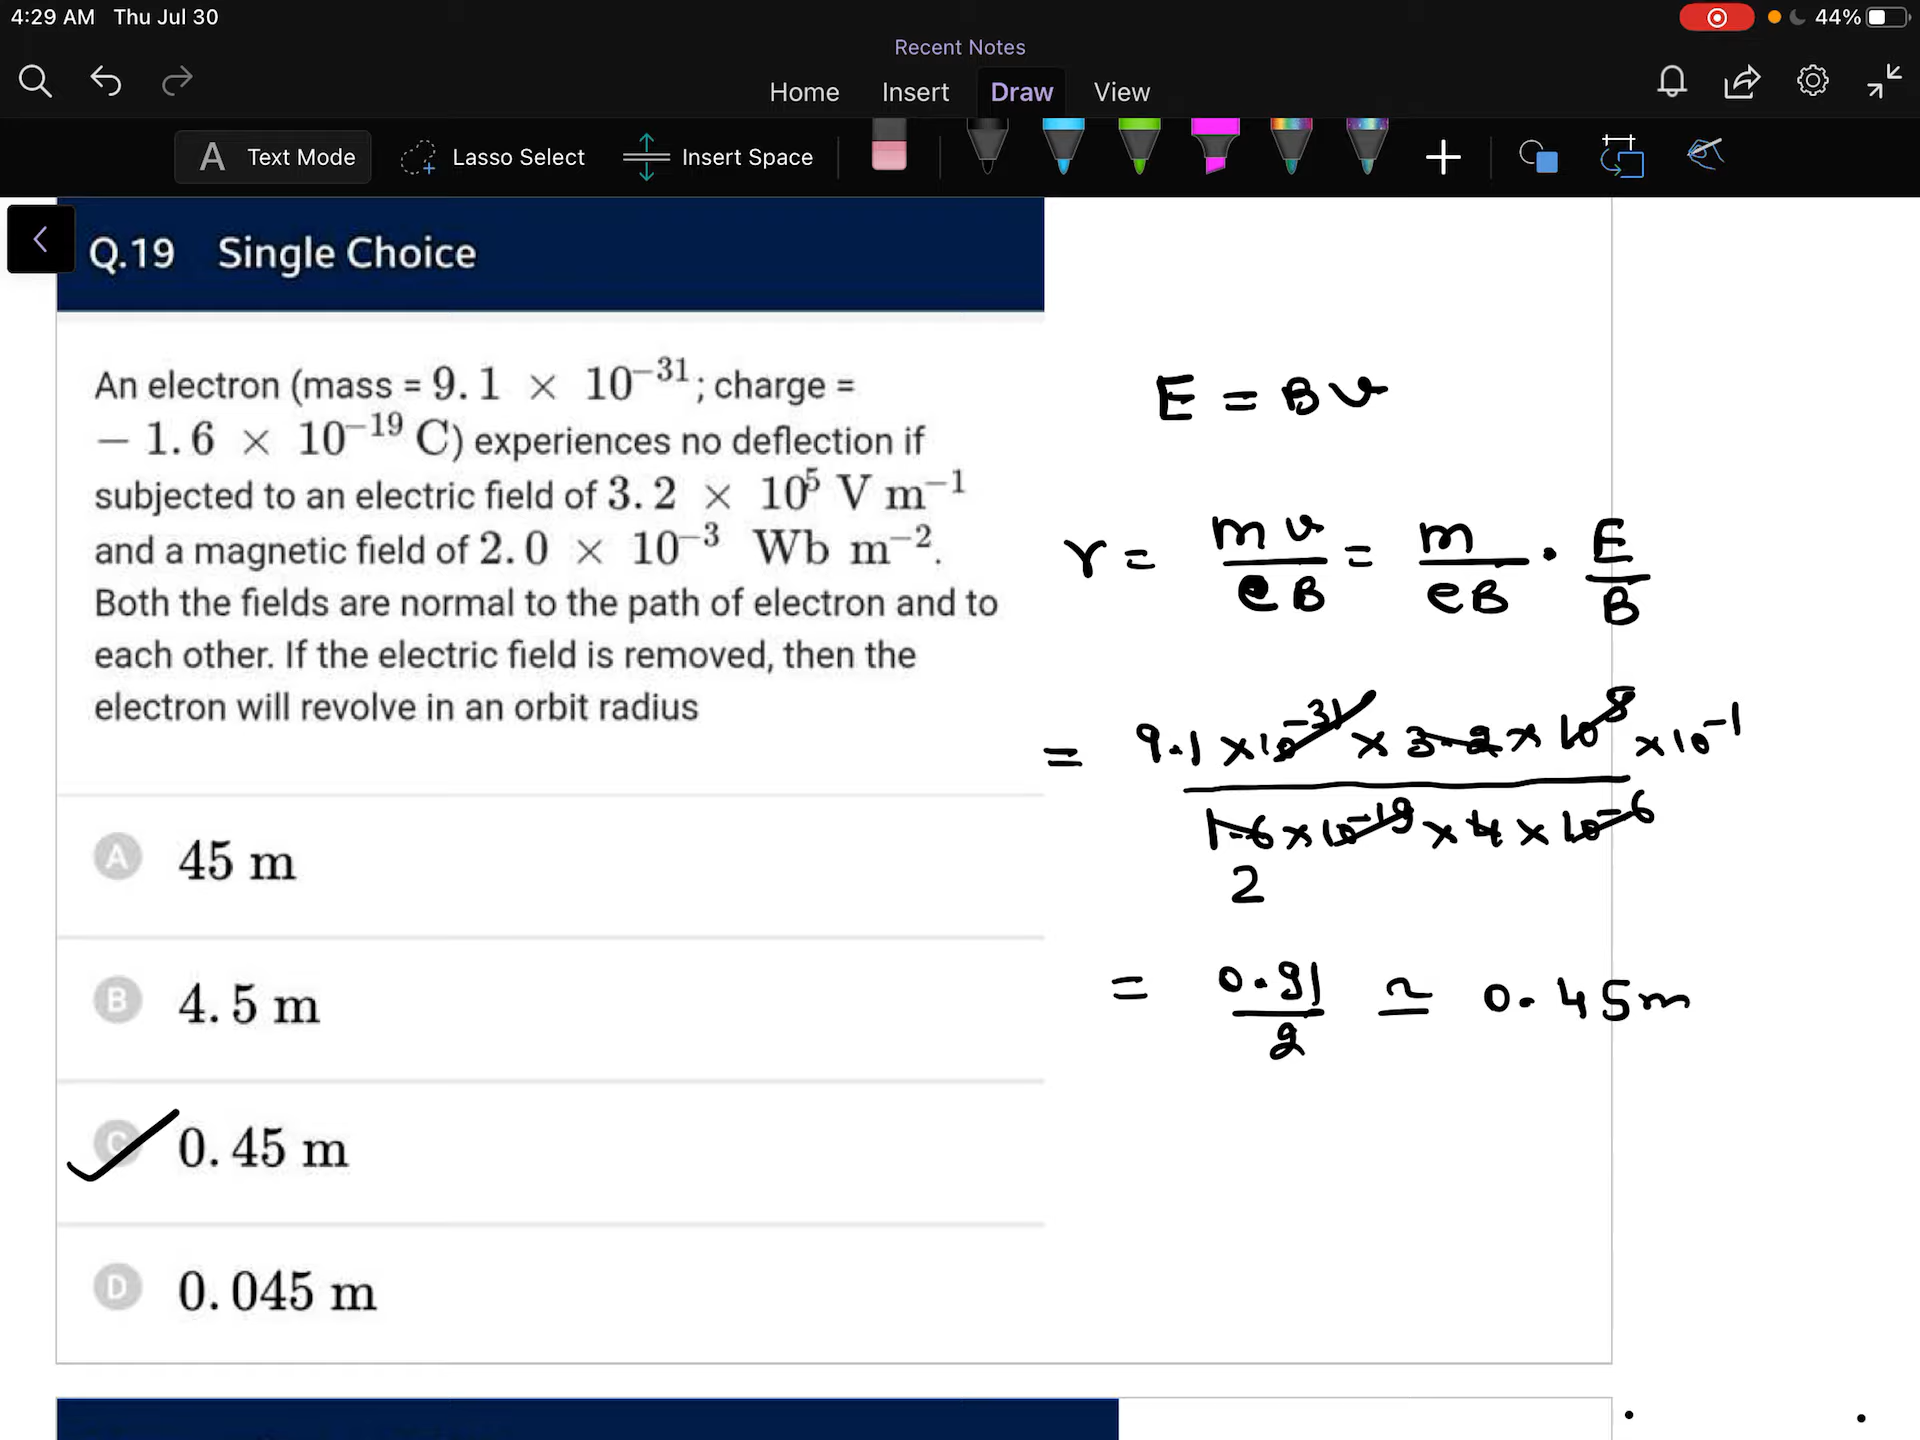 4:29 AM Thu Jul 30
44%
Recent Notes
Home Insert Draw View
A Text Mode Lasso Select Insert Space
Q.19 Single Choice
An electron (mass = 9.1 × 10⁻³¹; charge =
− 1.6 × 10⁻¹⁹ C) experiences no deflection if
subjected to an electric field of 3.2 × 10⁵ V m⁻¹
and a magnetic field of 2.0 × 10⁻³ Wb m⁻².
Both the fields are normal to the path of electron and to
each other. If the electric field is removed, then the
electron will revolve in an orbit radius
A 45 m
B 4.5 m
C 0.45 m
D 0.045 m
E = Bv
r = mv/eB = m/eB · E/B
= 9.1 × 10⁻³¹ × 3.2 × 10⁸ × 10⁻¹
1.6 × 10⁻¹⁹ × 4 × 10⁻⁶
2
= 0.91/2 ≃ 0.45m